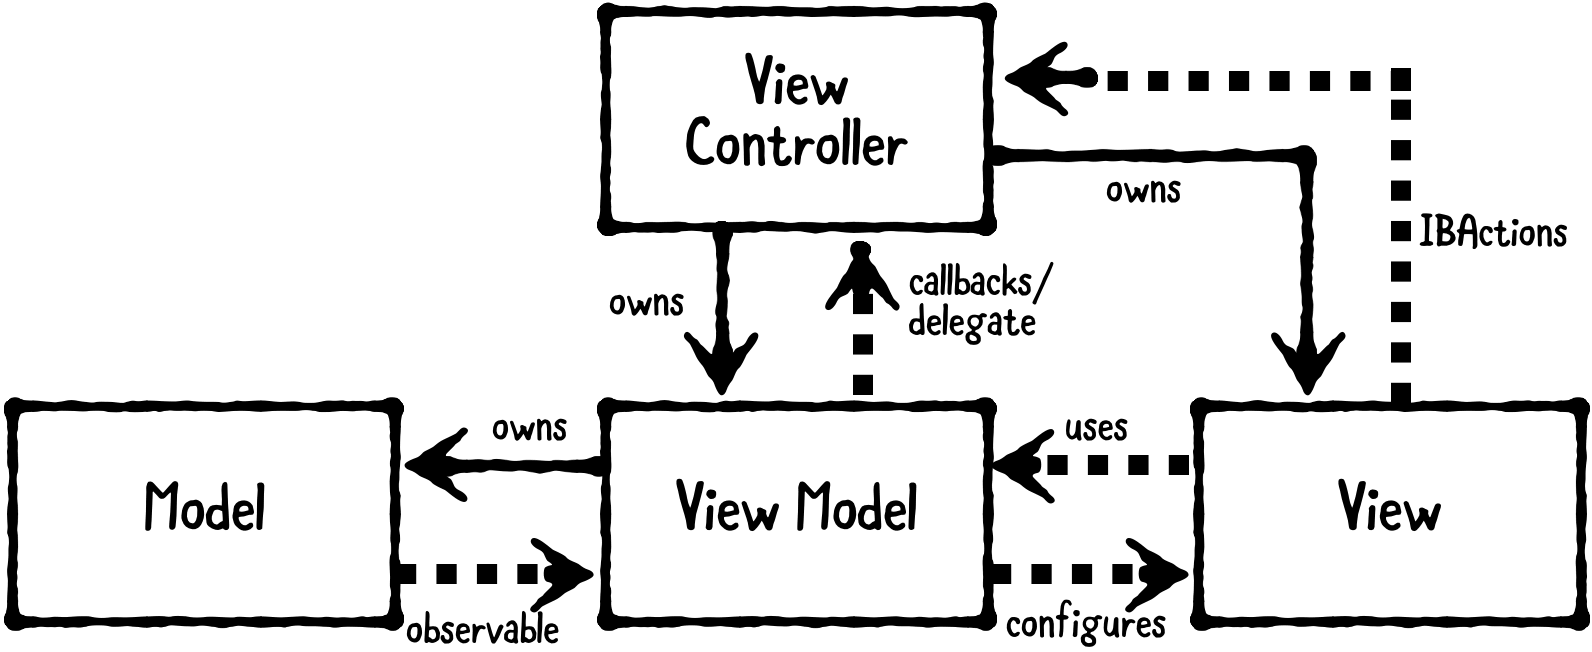 View
Controller
owns
IBActions
owns
callbacks/
delegate
owns
uses
Model
View Model
View
observable
configures